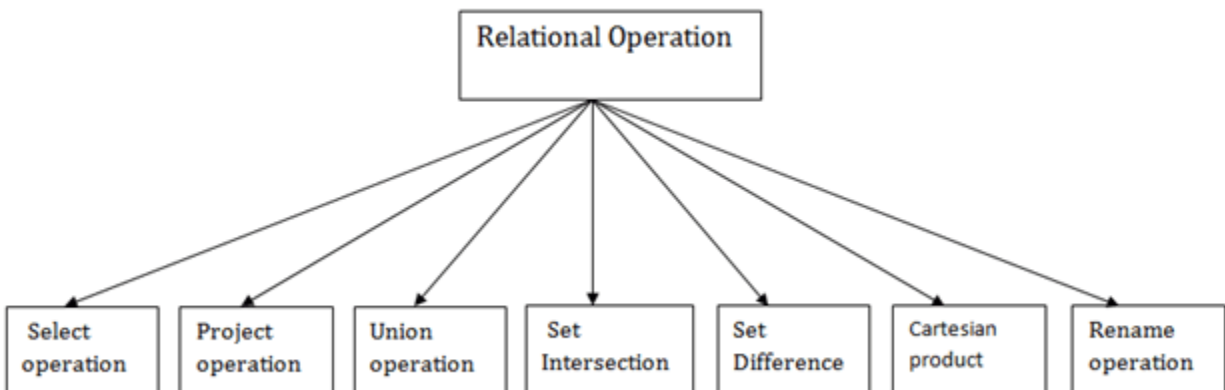 Relational Operation
Select
operation
Project
operation
Union
operation
Set
Intersection
Set
Difference
Cartesian
product
Rename
operation